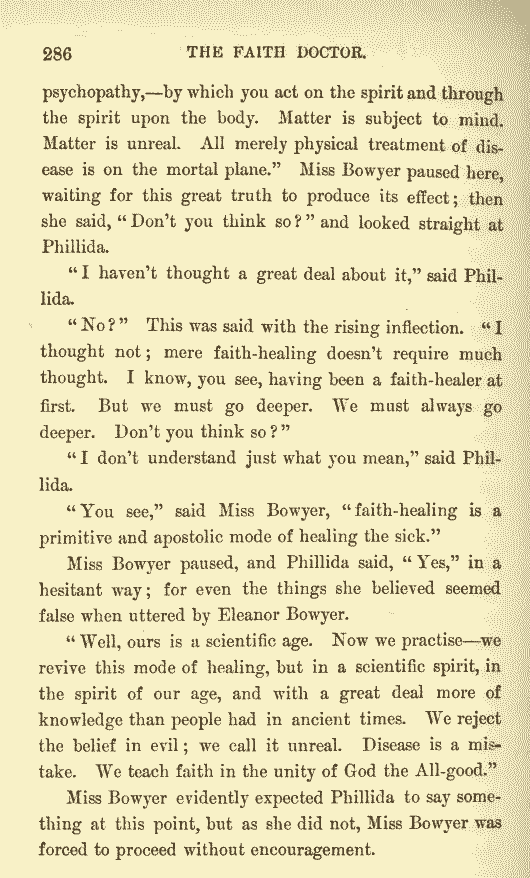 286 THE FAITH DOCTOR.
psychopathy,—by which you act on the spirit and through
the spirit upon the body. Matter is subject to mind.
Matter is unreal. All merely physical treatment of dis-
ease is on the mortal plane.” Miss Bowyer paused here,
waiting for this great truth to produce its effect; then
she said, “Don’t you think so?” and looked straight at
Phillida.
“I haven’t thought a great deal about it,” said Phil-
lida.
“No?” This was said with the rising inflection. “I
thought not; mere faith-healing doesn’t require much
thought. I know, you see, having been a faith-healer at
first. But we must go deeper. We must always go
deeper. Don’t you think so?”
“I don’t understand just what you mean,” said Phil-
lida.
“You see,” said Miss Bowyer, “faith-healing is a
primitive and apostolic mode of healing the sick.”
Miss Bowyer paused, and Phillida said, “Yes,” in a
hesitant way; for even the things she believed seemed
false when uttered by Eleanor Bowyer.
“Well, ours is a scientific age. Now we practise—we
revive this mode of healing, but in a scientific spirit, in
the spirit of our age, and with a great deal more of
knowledge than people had in ancient times. We reject
the belief in evil; we call it unreal. Disease is a mis-
take. We teach faith in the unity of God the All-good.”
Miss Bowyer evidently expected Phillida to say some-
thing at this point, but as she did not, Miss Bowyer was
forced to proceed without encouragement.